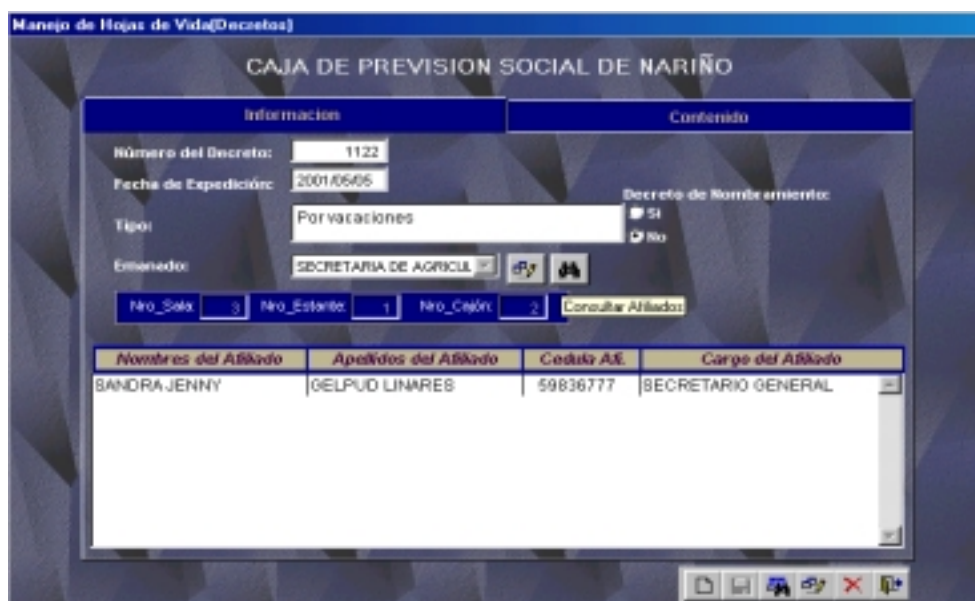 Manejo de Hojas de Vida(Decretos)
CAJA DE PREVISION SOCIAL DE NARIÑO
Informacion Contenido
Número del Decreto: 1122
Fecha de Expedición: 2001/05/05
Decreto de Nombramiento:
Tipo: Por vacaciones
Si
No
Emanado: SECRETARIA DE AGRICUL
Nro_Sala: 3 Nro_Estante: 1 Nro_Cajón: 2 Consultar Afiliados
Nombres del Afiliado Apellidos del Afiliado Cedula Afi. Cargo del Afiliado
SANDRA JENNY GELPUD LINARES 59836777 SECRETARIO GENERAL